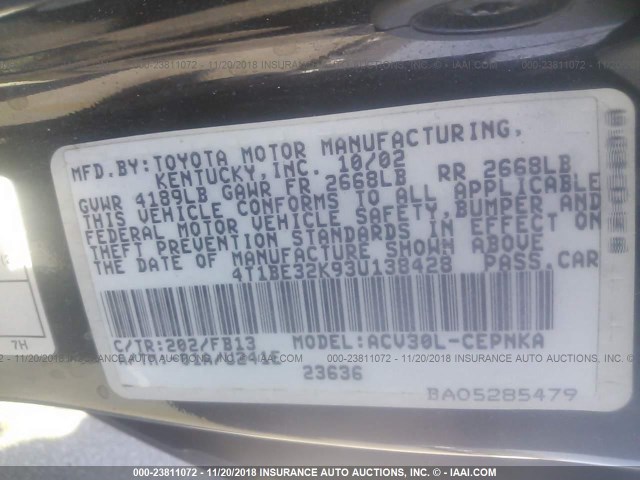 MFD.BY:TOYOTA MOTOR MANUFACTURING,
KENTUCKY,INC. 10/02
GVWR 4189LB GAWR FR 2668LB RR 2668LB
THIS VEHICLE CONFORMS TO ALL APPLICABLE
FEDERAL MOTOR VEHICLE SAFETY,BUMPER AND
THEFT PREVENTION STANDARDS IN EFFECT ON
THE DATE OF MANUFACTURE SHOWN ABOVE.
4T1BE32K93U138428 PASS.CAR
C/TR:202/FB13 MODEL:ACV30L-CEPNKA
23636
BA05285479
7H
000-23811072 - 11/20/2018 INSURANCE AUTO AUCTIONS, INC. - © - IAAI.COM